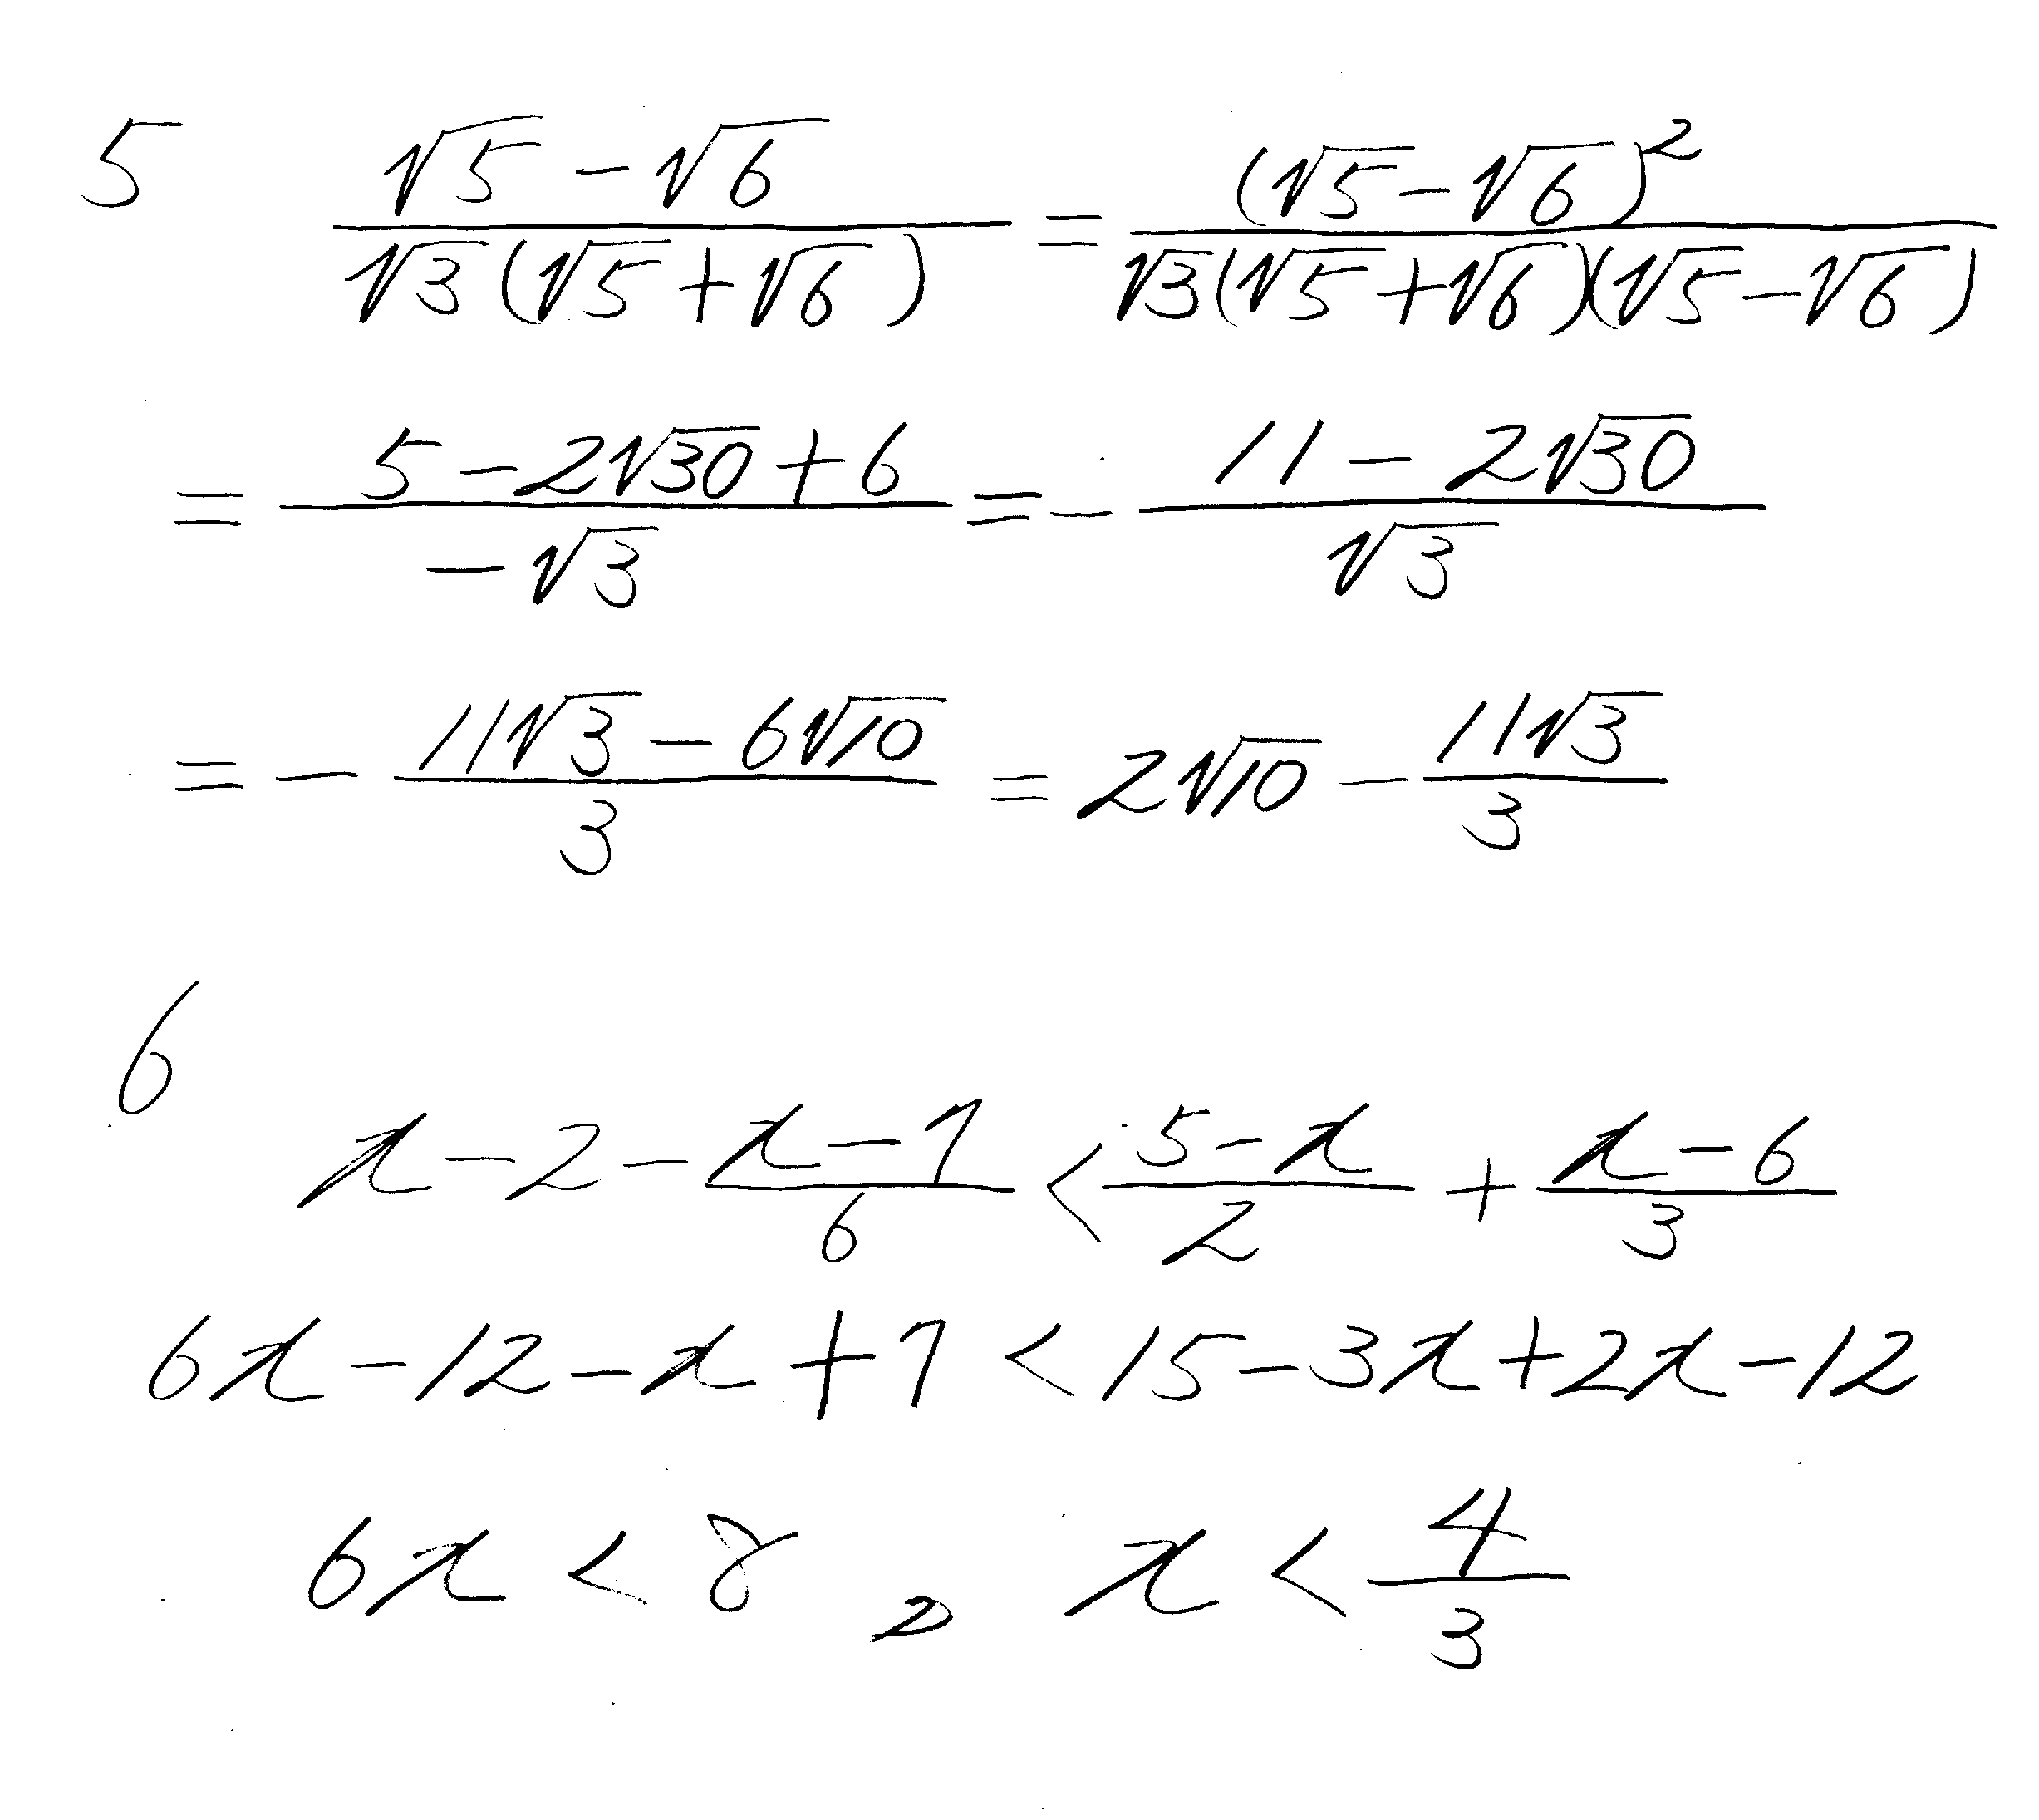 5 (√5 − √6)/(√3(√5 + √6)) = (√5 − √6)²/(√3(√5 + √6)(√5 − √6))
= (5 − 2√30 + 6)/(−√3) = − (11 − 2√30)/√3
= − (11√3 − 6√10)/3 = 2√10 − 11√3/3
6
x − 2 − (x − 7)/6 < (5 − x)/2 + (x − 6)/3
6x − 12 − x + 7 < 15 − 3x + 2x − 12
6x < 8 , x < 4/3